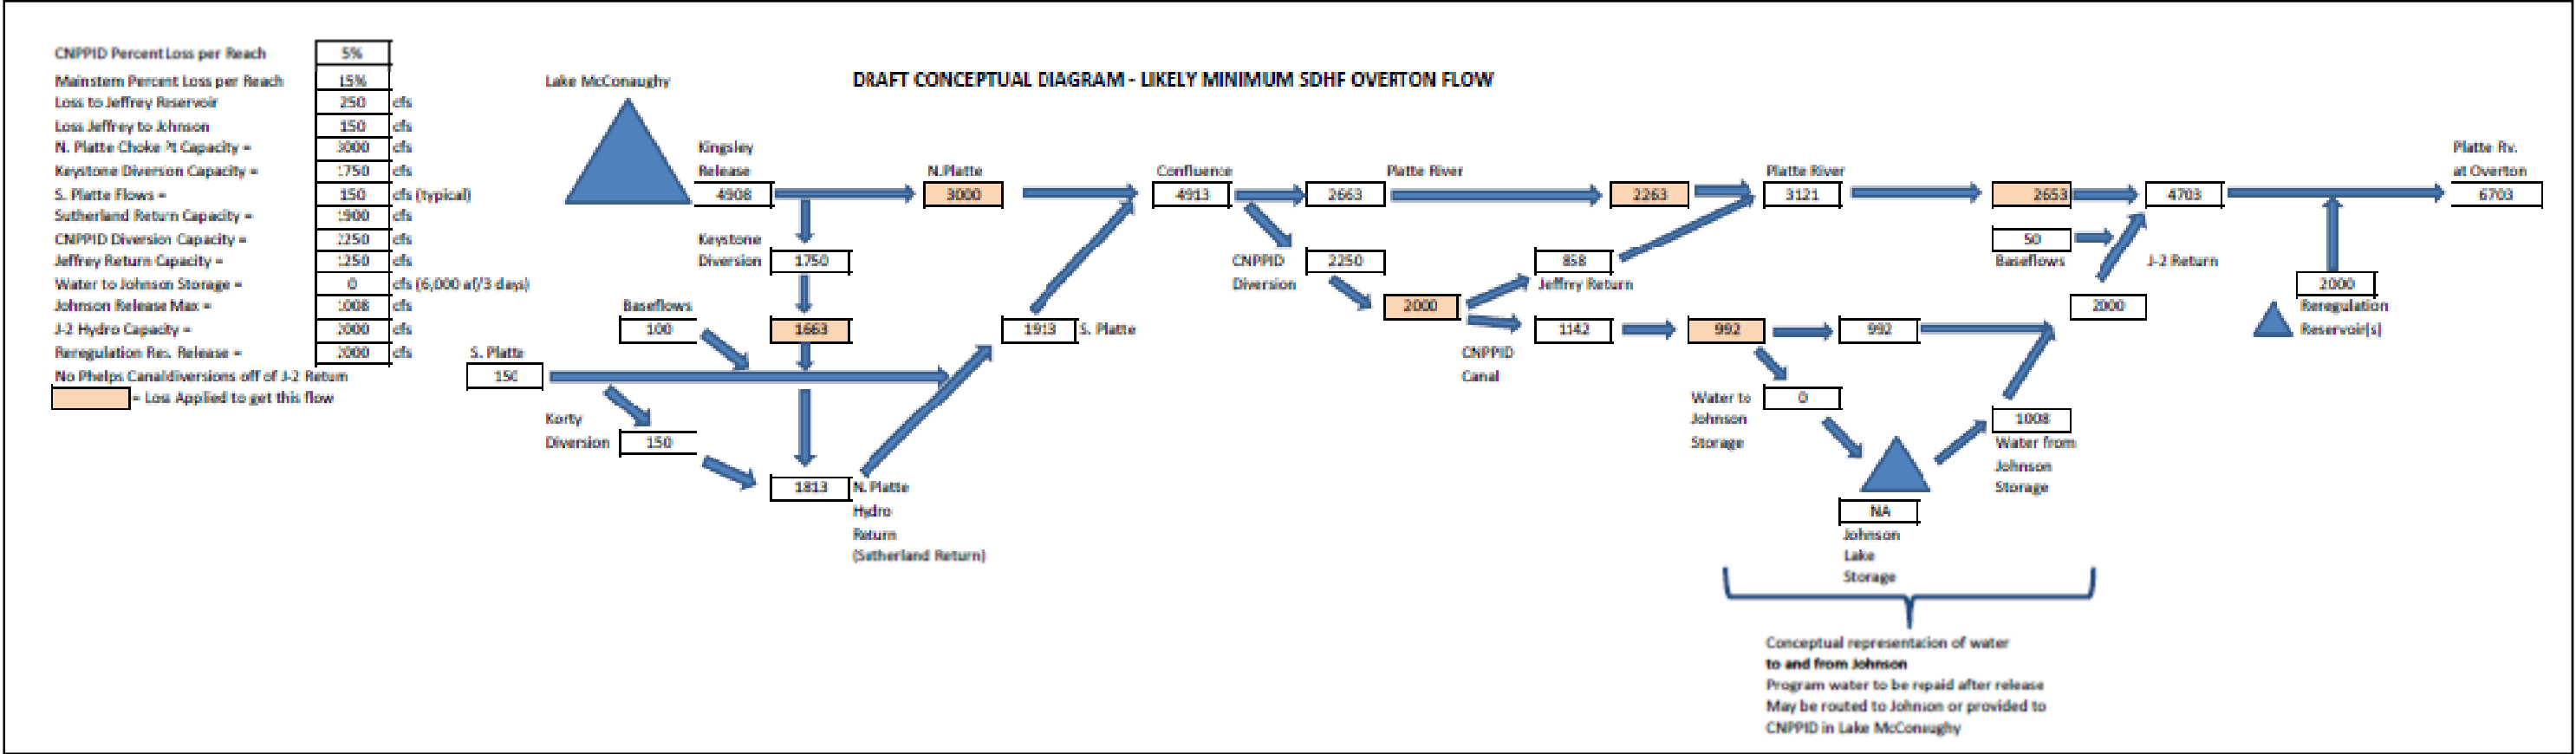 DRAFT CONCEPTUAL DIAGRAM - LIKELY MINIMUM SDHF OVERTON FLOW
CNPPID Percent Loss per Reach 5%
Mainstem Percent Loss per Reach 15%
Loss to Jeffrey Reservoir 250 cfs
Loss Jeffrey to Johnson 150 cfs
N. Platte Choke Pt Capacity = 3000 cfs
Keystone Diversion Capacity = 1750 cfs
S. Platte Flows = 150 cfs (typical)
Sutherland Return Capacity = 1900 cfs
CNPPID Diversion Capacity = 2250 cfs
Jeffrey Return Capacity = 1250 cfs
Water to Johnson Storage = 0 cfs (6,000 af/3 days)
Johnson Release Max = 1008 cfs
J-2 Hydro Capacity = 2000 cfs
Reregulation Res. Release = 2000 cfs
No Phelps Canal diversions off of J-2 Return
= Loss Applied to get this flow
Lake McConaughy
Kingsley
Release
4908
N.Platte
3000
Keystone
Diversion
1750
Baseflows
100
1663
S. Platte
150
Korty
Diversion
150
1813
N. Platte
Hydro
Return
(Sutherland Return)
1913
S. Platte
Confluence
4913
2663
Platte River
2263
CNPPID
Diversion
2250
2000
858
Jeffrey Return
CNPPID
Canal
1142
992
992
Platte River
3121
2653
50
Baseflows
4703
J-2 Return
2000
Water to
Johnson
Storage
0
1008
Water from
Johnson
Storage
NA
Johnson
Lake
Storage
2000
Reregulation
Reservoir(s)
Platte Rv.
at Overton
6703
Conceptual representation of water
to and from Johnson
Program water to be repaid after release
May be routed to Johnson or provided to
CNPPID in Lake McConaughy